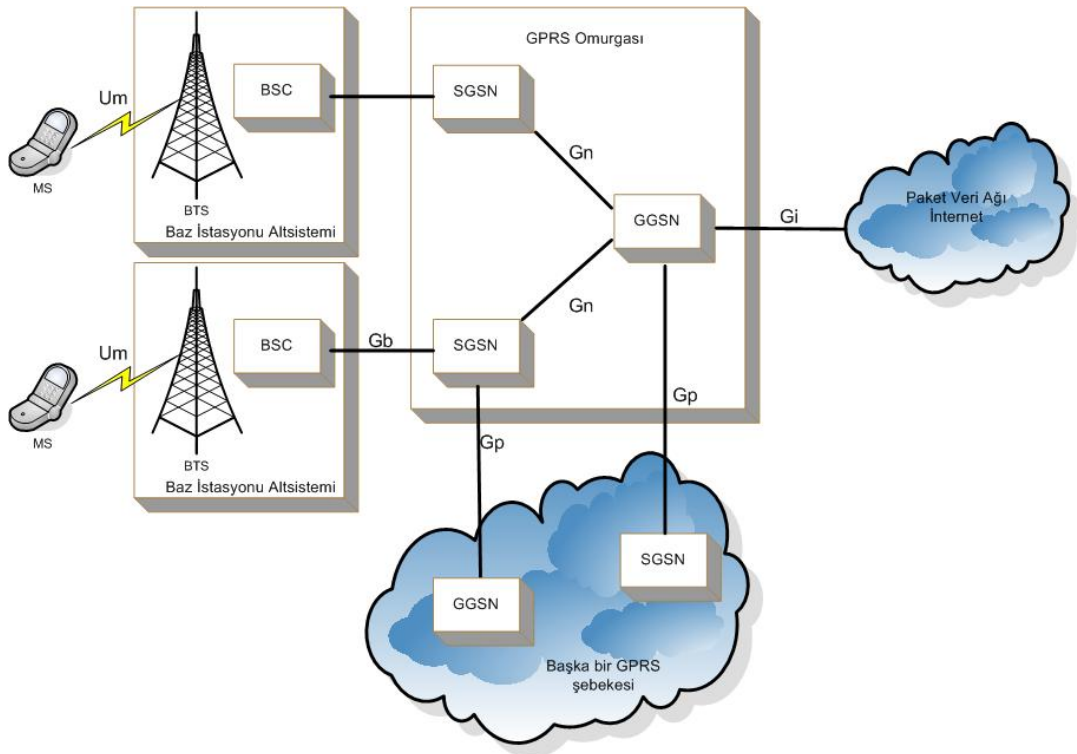 GPRS Omurgası
BSC
SGSN
Um
MS
BTS
Baz İstasyonu Altsistemi
Gn
GGSN
Gi
Paket Veri Ağı
İnternet
Gn
Um
BSC
Gb
SGSN
MS
BTS
Baz İstasyonu Altsistemi
Gp
Gp
SGSN
GGSN
Başka bir GPRS
şebekesi